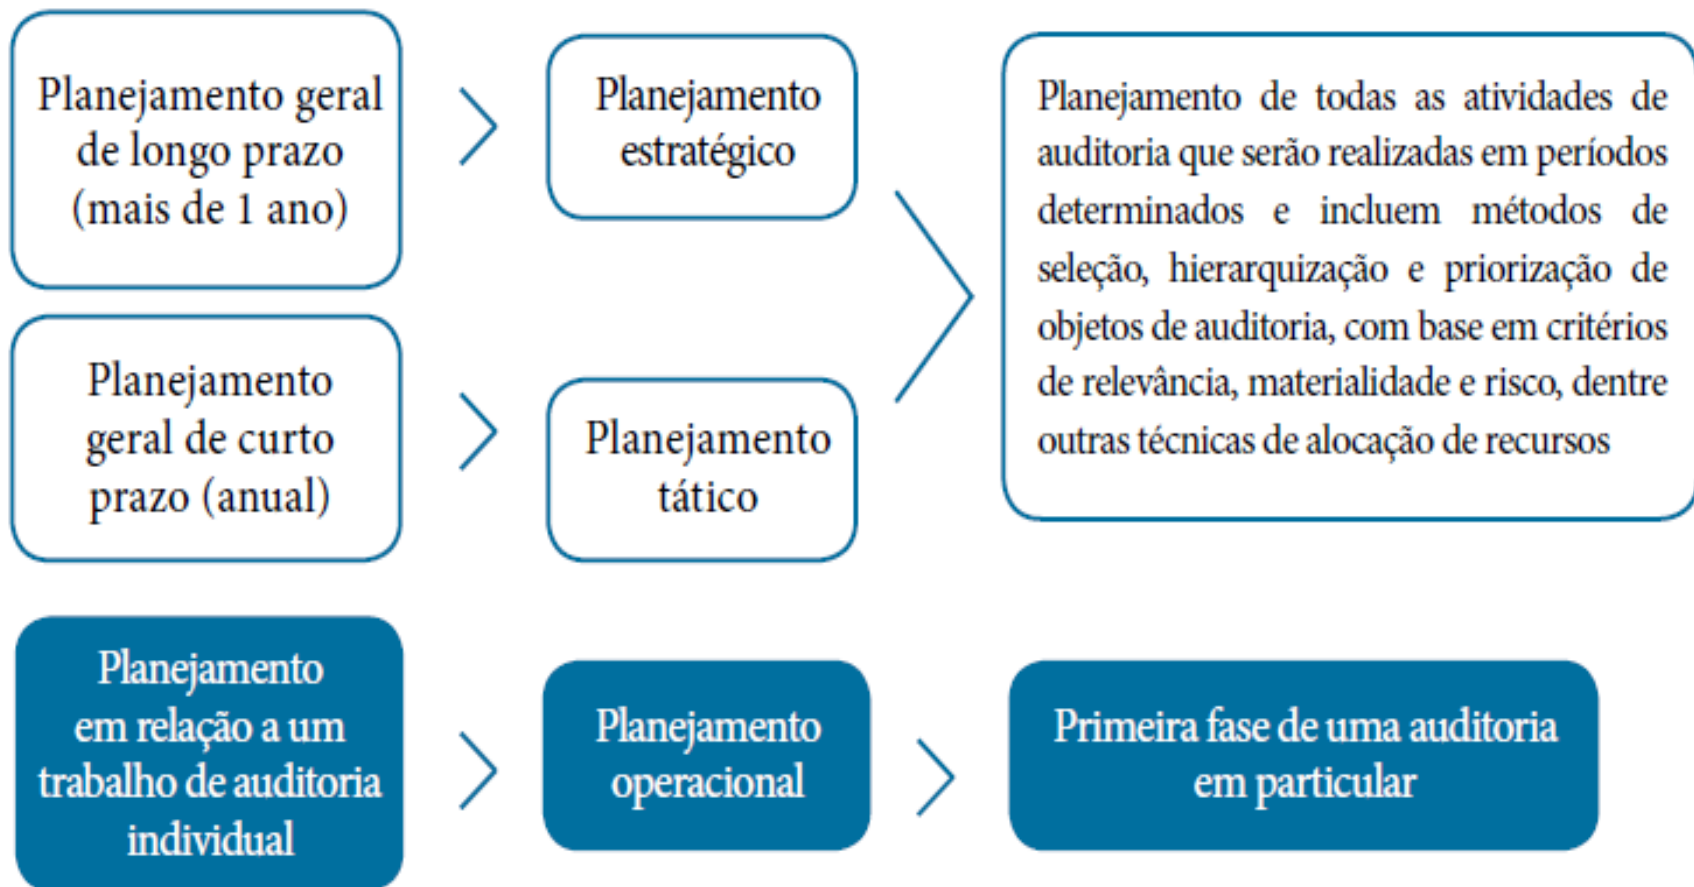 Planejamento geral
de longo prazo
(mais de 1 ano)
Planejamento
estratégico
Planejamento de todas as atividades de
auditoria que serão realizadas em períodos
determinados e incluem métodos de
seleção, hierarquização e priorização de
objetos de auditoria, com base em critérios
de relevância, materialidade e risco, dentre
outras técnicas de alocação de recursos
Planejamento
geral de curto
prazo (anual)
Planejamento
tático
Planejamento
em relação a um
trabalho de auditoria
individual
Planejamento
operacional
Primeira fase de uma auditoria
em particular